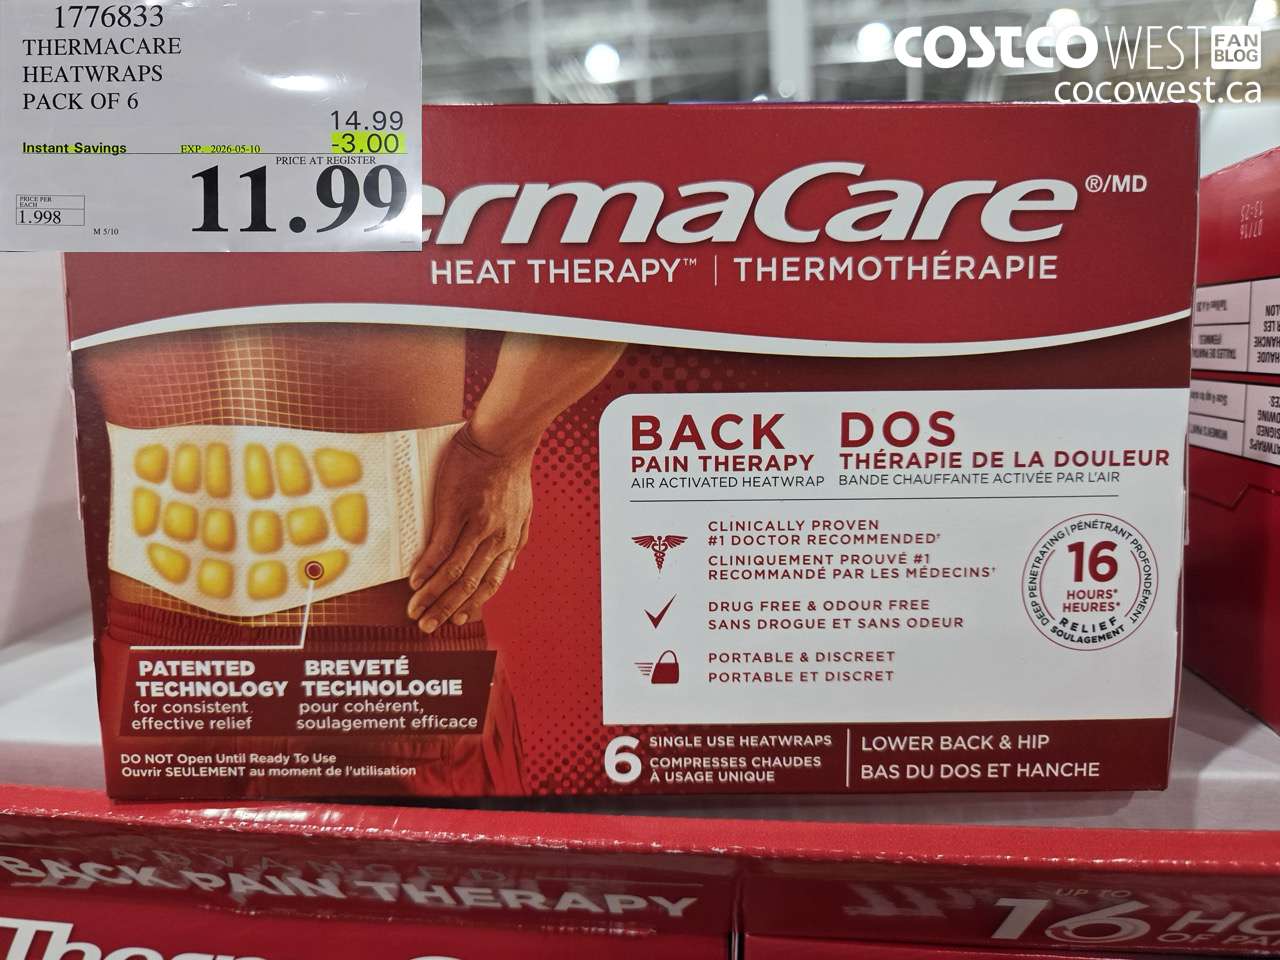 1776833
THERMACARE
HEATWRAPS
PACK OF 6
14.99
Instant Savings EXP. 2026-05-10 -3.00
PRICE AT REGISTER
11.99
PRICE PER
EACH
1.998
M 5/10
COSTCO WEST FAN BLOG
cocowest.ca
ermaCare ®/MD
HEAT THERAPY™ | THERMOTHÉRAPIE
BACK DOS
PAIN THERAPY THÉRAPIE DE LA DOULEUR
AIR ACTIVATED HEATWRAP BANDE CHAUFFANTE ACTIVÉE PAR L'AIR
CLINICALLY PROVEN
#1 DOCTOR RECOMMENDED†
CLINIQUEMENT PROUVÉ #1
RECOMMANDÉ PAR LES MÉDECINS†
DRUG FREE & ODOUR FREE
SANS DROGUE ET SANS ODEUR
PORTABLE & DISCREET
PORTABLE ET DISCRET
DEEP PENETRATING | PÉNÉTRANT PROFONDÉMENT
16
HOURS*
HEURES*
RELIEF
SOULAGEMENT
PATENTED BREVETÉ
TECHNOLOGY TECHNOLOGIE
for consistent pour cohérent,
effective relief soulagement efficace
DO NOT Open Until Ready To Use
Ouvrir SEULEMENT au moment de l'utilisation
6 SINGLE USE HEATWRAPS
COMPRESSES CHAUDES
À USAGE UNIQUE
LOWER BACK & HIP
BAS DU DOS ET HANCHE
ADVANCED
BACK PAIN THERAPY
UP TO
16 HO
OF PA